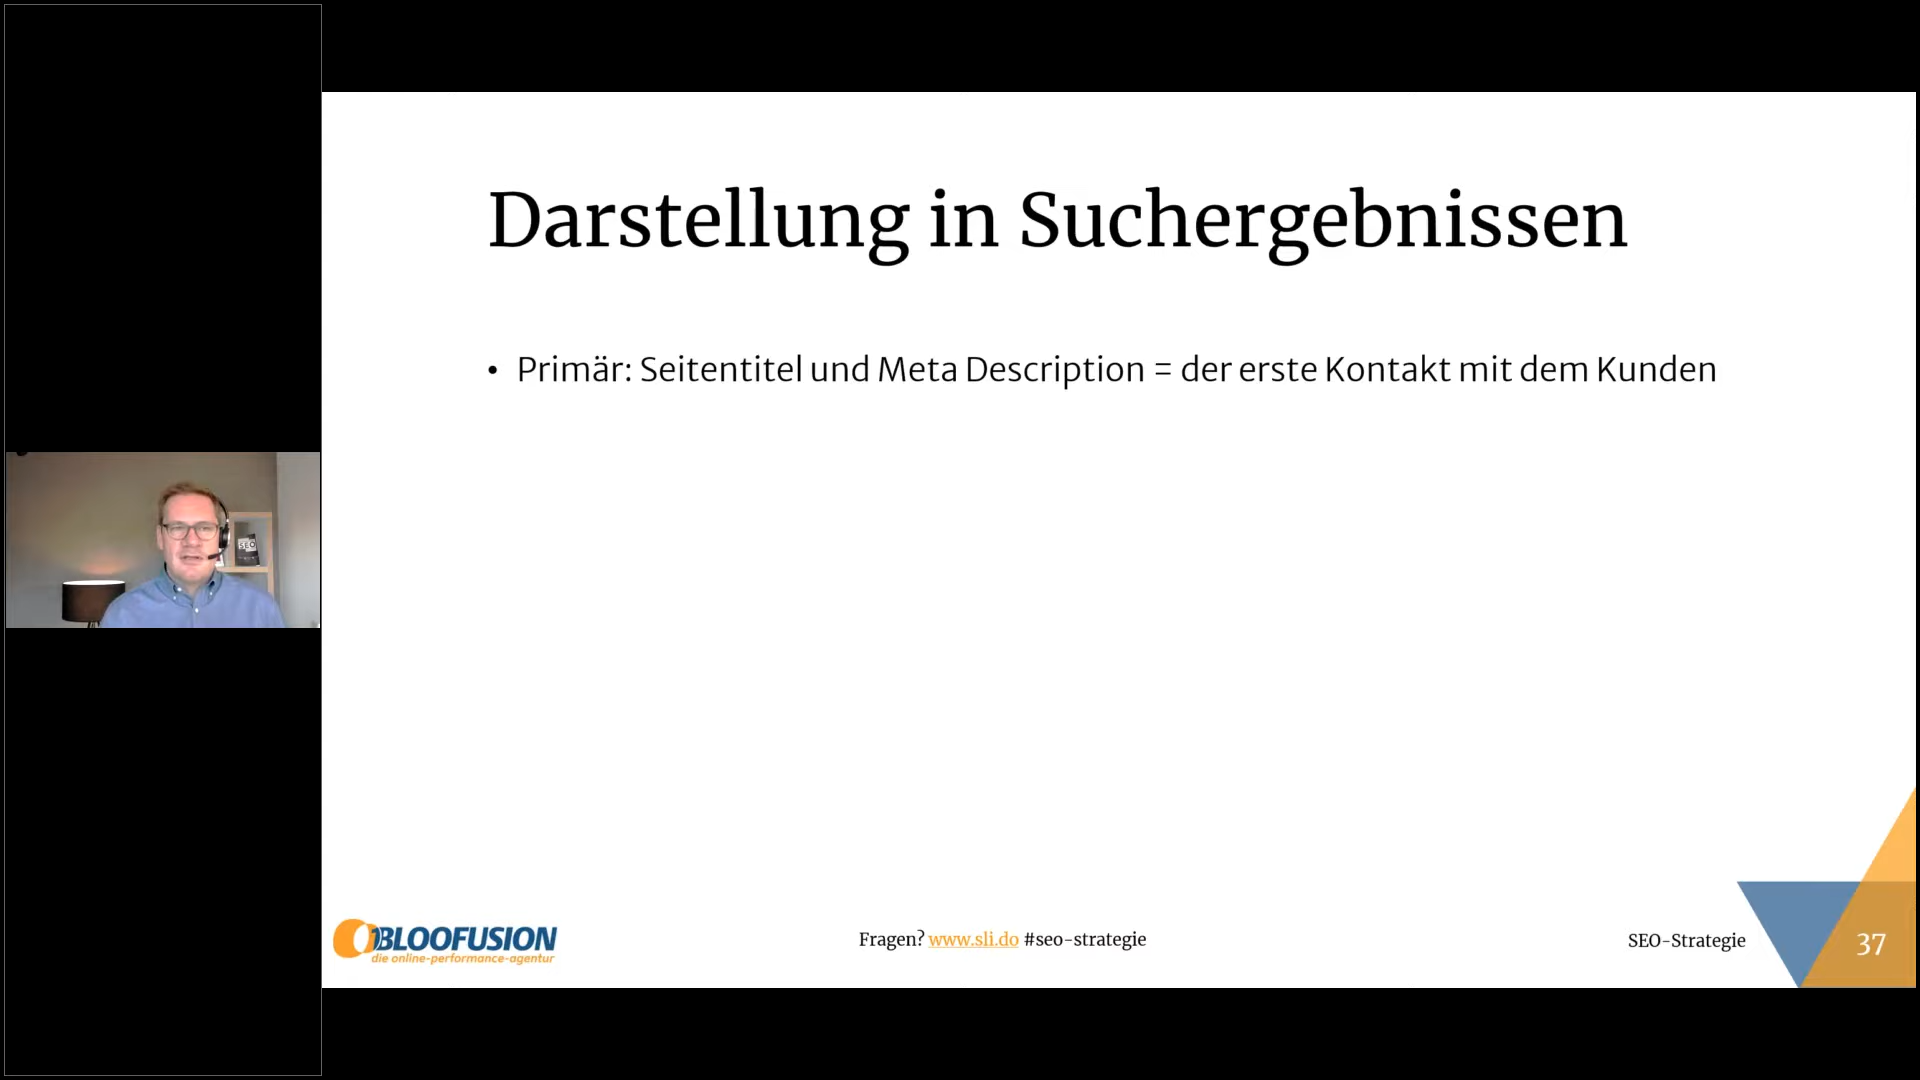 Darstellung in Suchergebnissen
• Primär: Seitentitel und Meta Description = der erste Kontakt mit dem Kunden
SEO
BLOOFUSION
die online-performance-agentur
Fragen? www.sli.do #seo-strategie
SEO-Strategie
37